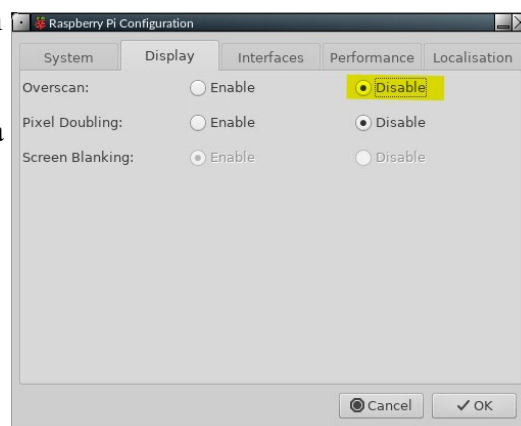 Raspberry Pi Configuration
System Display Interfaces Performance Localisation
Overscan: Enable Disable
Pixel Doubling: Enable Disable
Screen Blanking: Enable Disable
Cancel OK